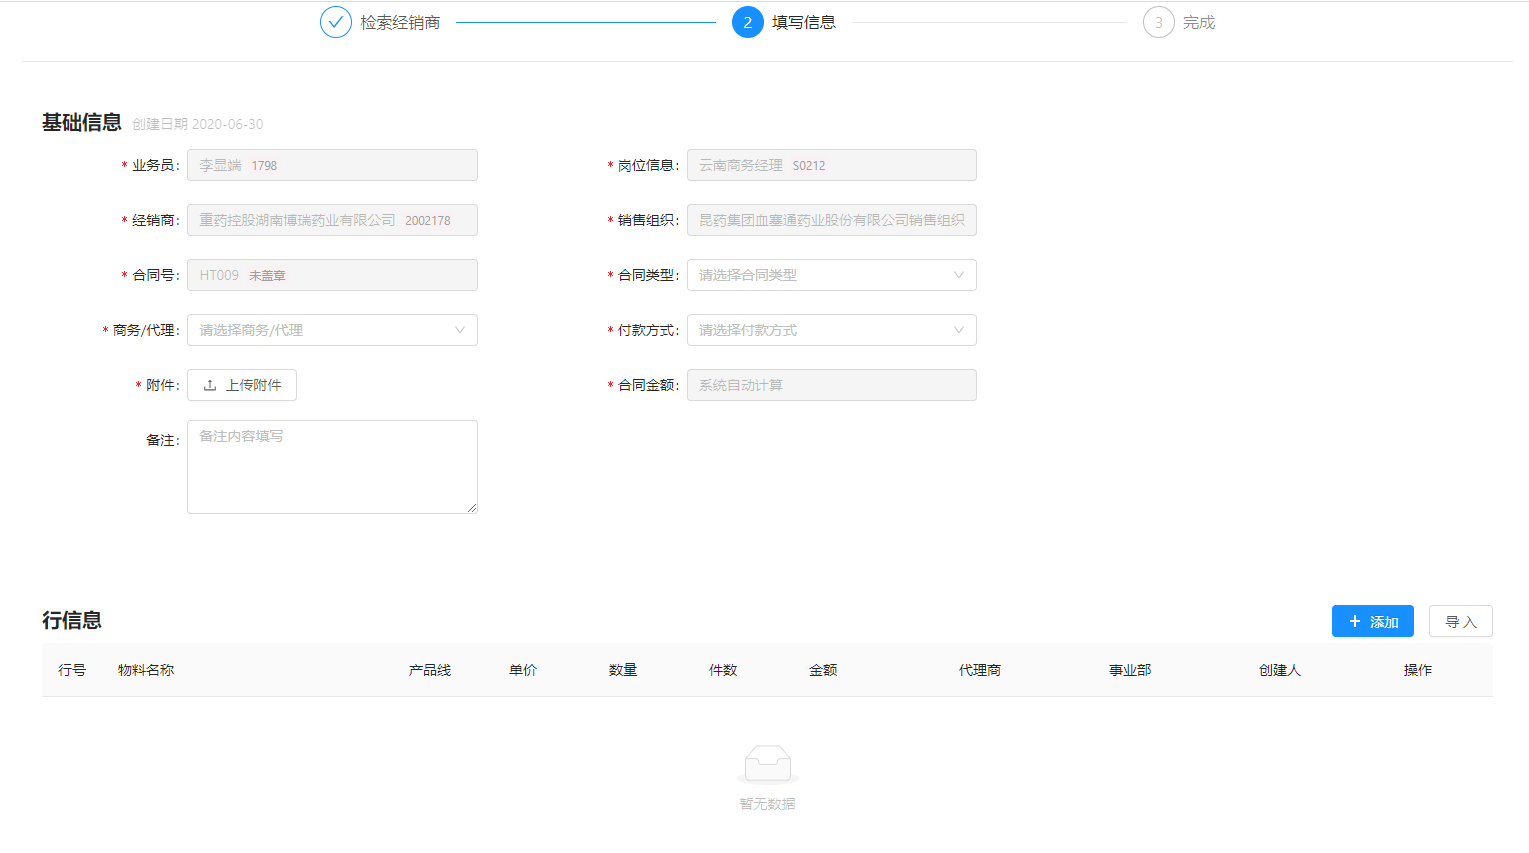 检索经销商 2 填写信息 3 完成
基础信息 创建日期 2020-06-30
* 业务员: 李显端 1798 * 岗位信息: 云南商务经理 S0212
* 经销商: 重药控股湖南博瑞药业有限公司 2002178 * 销售组织: 昆药集团血塞通药业股份有限公司销售组织
* 合同号: HT009 未盖章 * 合同类型: 请选择合同类型
* 商务/代理: 请选择商务/代理 * 付款方式: 请选择付款方式
* 附件: 上传附件 * 合同金额: 系统自动计算
备注: 备注内容填写
行信息 + 添加 导入
行号 物料名称 产品线 单价 数量 件数 金额 代理商 事业部 创建人 操作
暂无数据